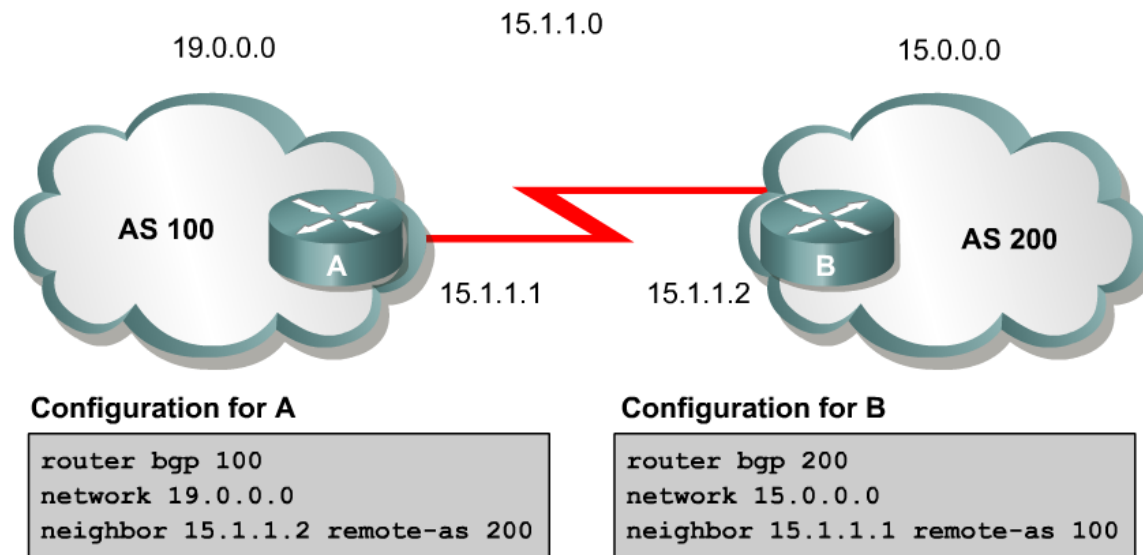 15.1.1.0
19.0.0.0
15.0.0.0
AS 100
A
B
AS 200
15.1.1.1
15.1.1.2
Configuration for A
router bgp 100
network 19.0.0.0
neighbor 15.1.1.2 remote-as 200
Configuration for B
router bgp 200
network 15.0.0.0
neighbor 15.1.1.1 remote-as 100